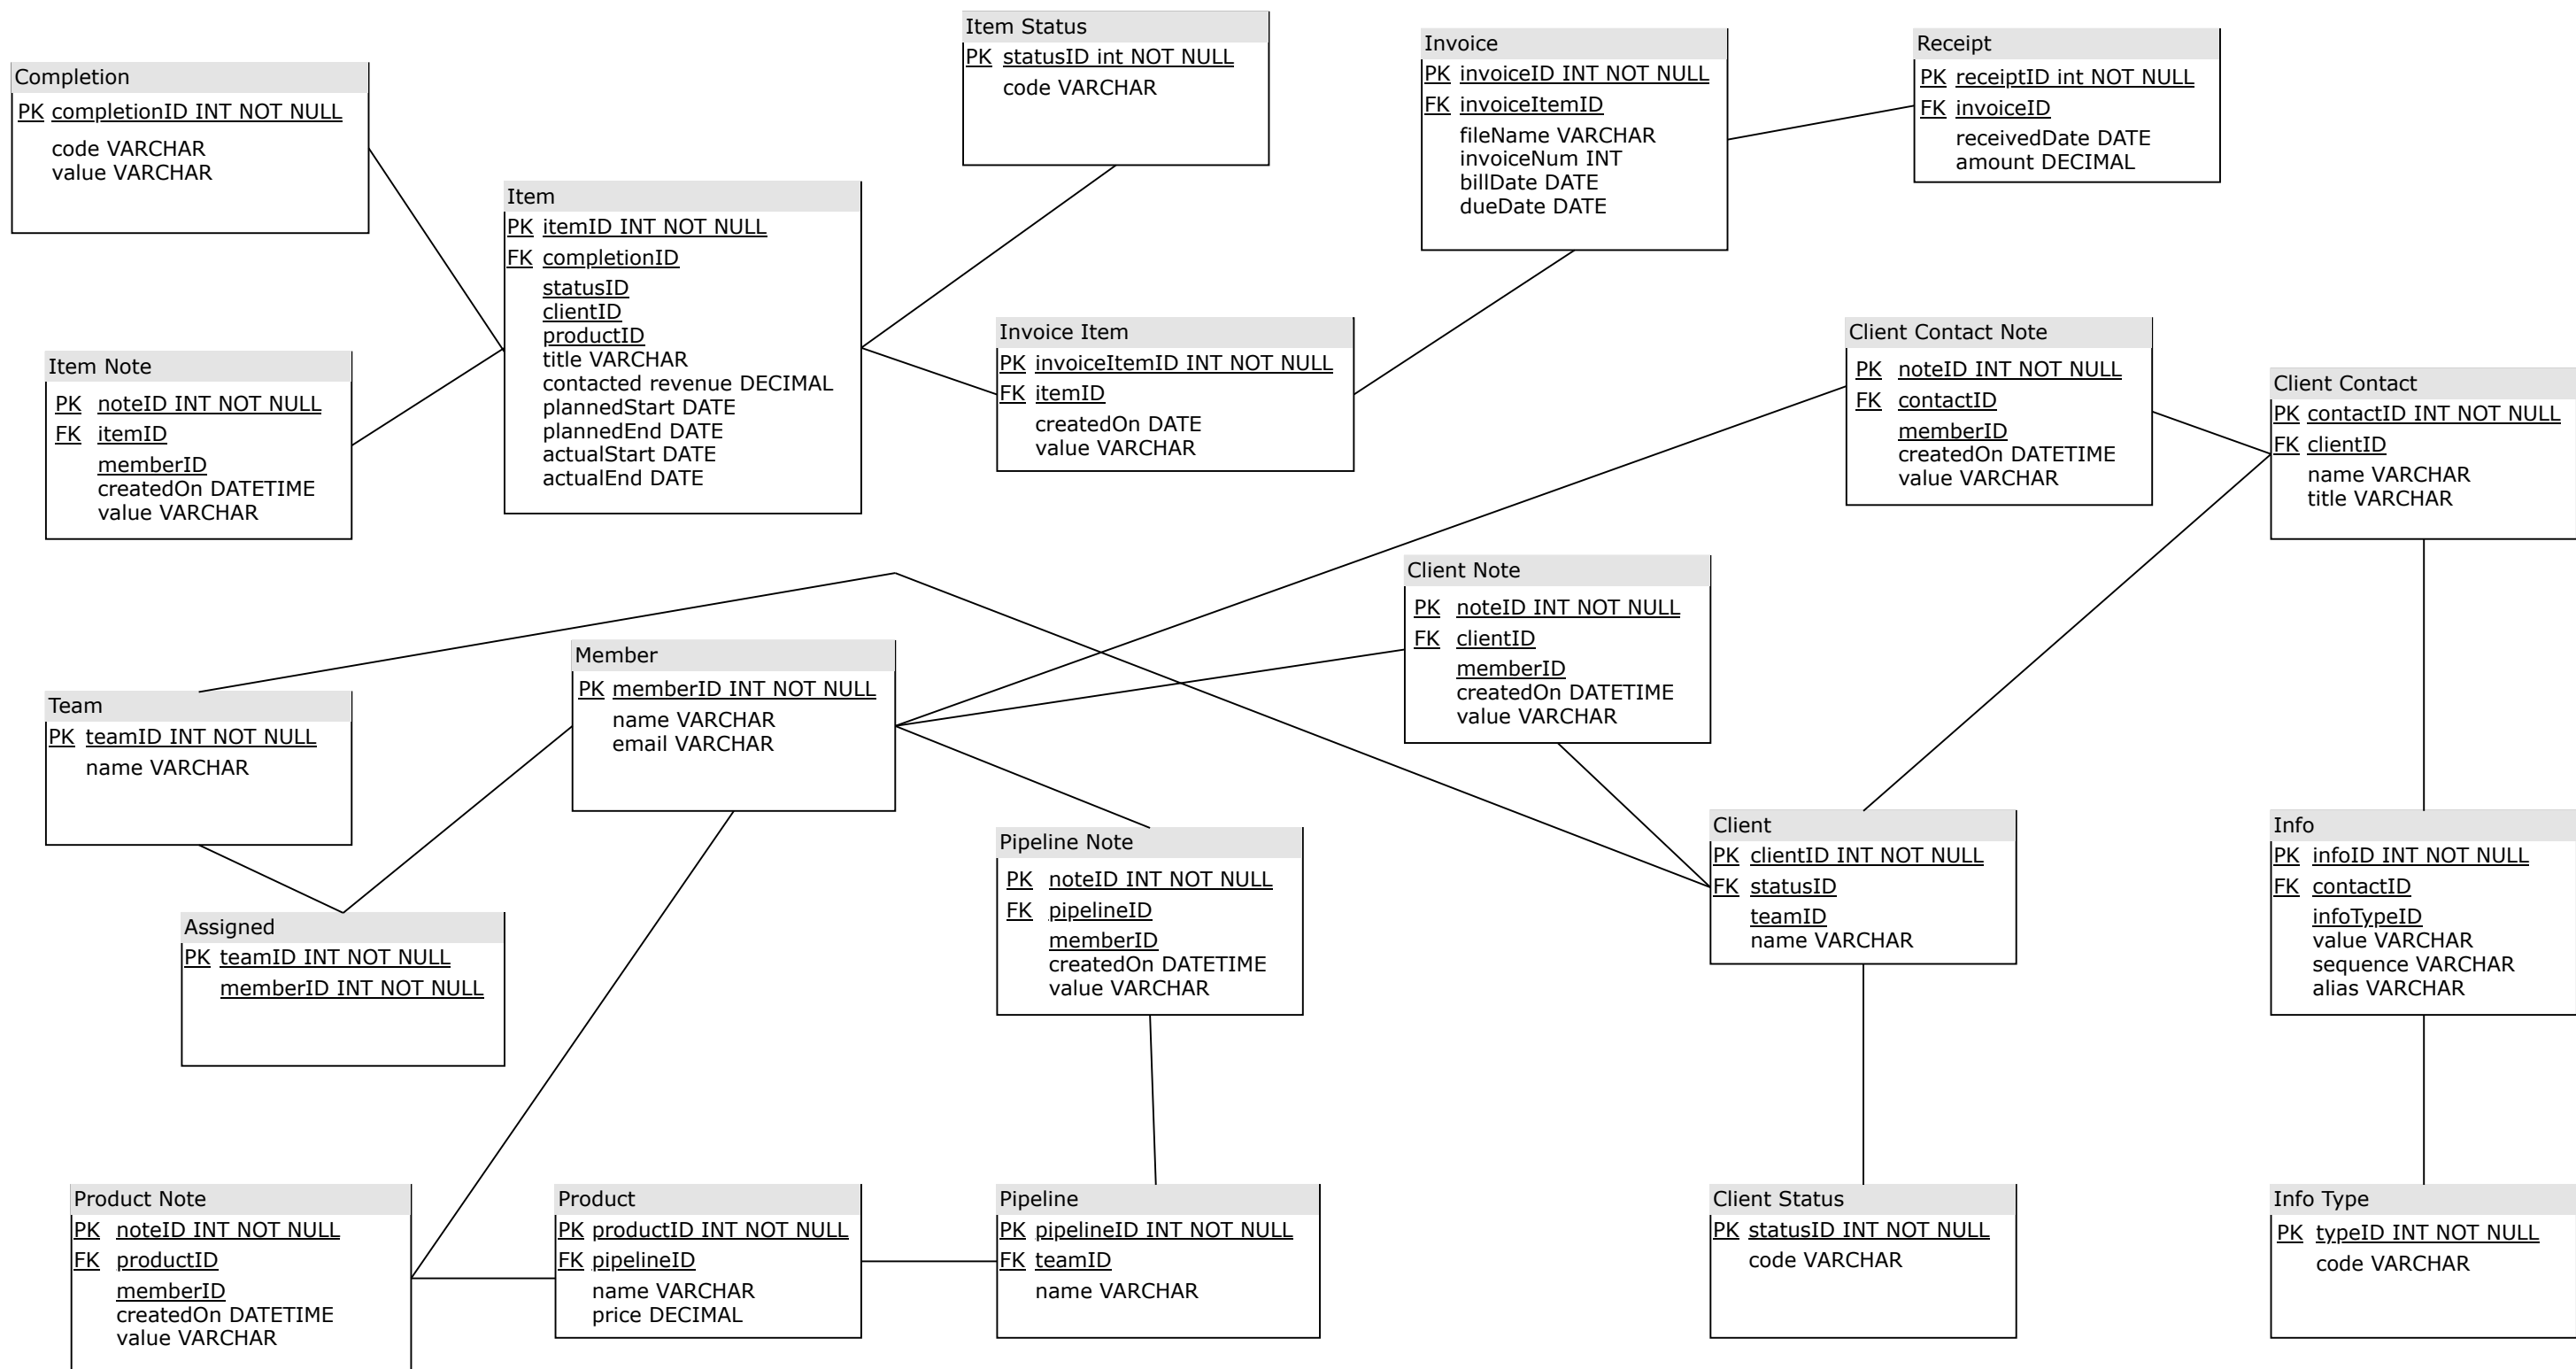 Item Status
PK statusID int NOT NULL
code VARCHAR
Invoice
PK invoiceID INT NOT NULL
FK invoiceItemID
fileName VARCHAR
invoiceNum INT
billDate DATE
dueDate DATE
Receipt
PK receiptID int NOT NULL
FK invoiceID
receivedDate DATE
amount DECIMAL
Completion
PK completionID INT NOT NULL
code VARCHAR
value VARCHAR
Item
PK itemID INT NOT NULL
FK completionID
statusID
clientID
productID
title VARCHAR
contacted revenue DECIMAL
plannedStart DATE
plannedEnd DATE
actualStart DATE
actualEnd DATE
Invoice Item
PK invoiceItemID INT NOT NULL
FK itemID
createdOn DATE
value VARCHAR
Client Contact Note
PK noteID INT NOT NULL
FK contactID
memberID
createdOn DATETIME
value VARCHAR
Client Contact
PK contactID INT NOT NULL
FK clientID
name VARCHAR
title VARCHAR
Item Note
PK noteID INT NOT NULL
FK itemID
memberID
createdOn DATETIME
value VARCHAR
Client Note
PK noteID INT NOT NULL
FK clientID
memberID
createdOn DATETIME
value VARCHAR
Member
PK memberID INT NOT NULL
name VARCHAR
email VARCHAR
Team
PK teamID INT NOT NULL
name VARCHAR
Pipeline Note
PK noteID INT NOT NULL
FK pipelineID
memberID
createdOn DATETIME
value VARCHAR
Client
PK clientID INT NOT NULL
FK statusID
teamID
name VARCHAR
Info
PK infoID INT NOT NULL
FK contactID
infoTypeID
value VARCHAR
sequence VARCHAR
alias VARCHAR
Assigned
PK teamID INT NOT NULL
memberID INT NOT NULL
Product Note
PK noteID INT NOT NULL
FK productID
memberID
createdOn DATETIME
value VARCHAR
Product
PK productID INT NOT NULL
FK pipelineID
name VARCHAR
price DECIMAL
Pipeline
PK pipelineID INT NOT NULL
FK teamID
name VARCHAR
Client Status
PK statusID INT NOT NULL
code VARCHAR
Info Type
PK typeID INT NOT NULL
code VARCHAR